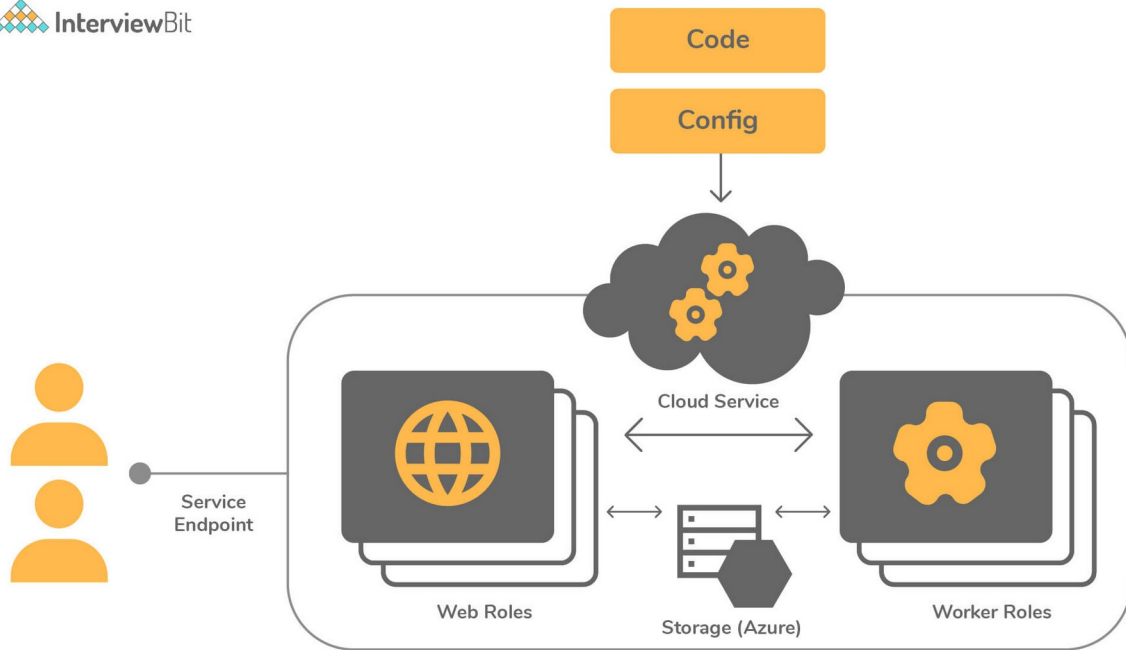 InterviewBit
Code
Config
Cloud Service
Service
Endpoint
Web Roles
Storage (Azure)
Worker Roles